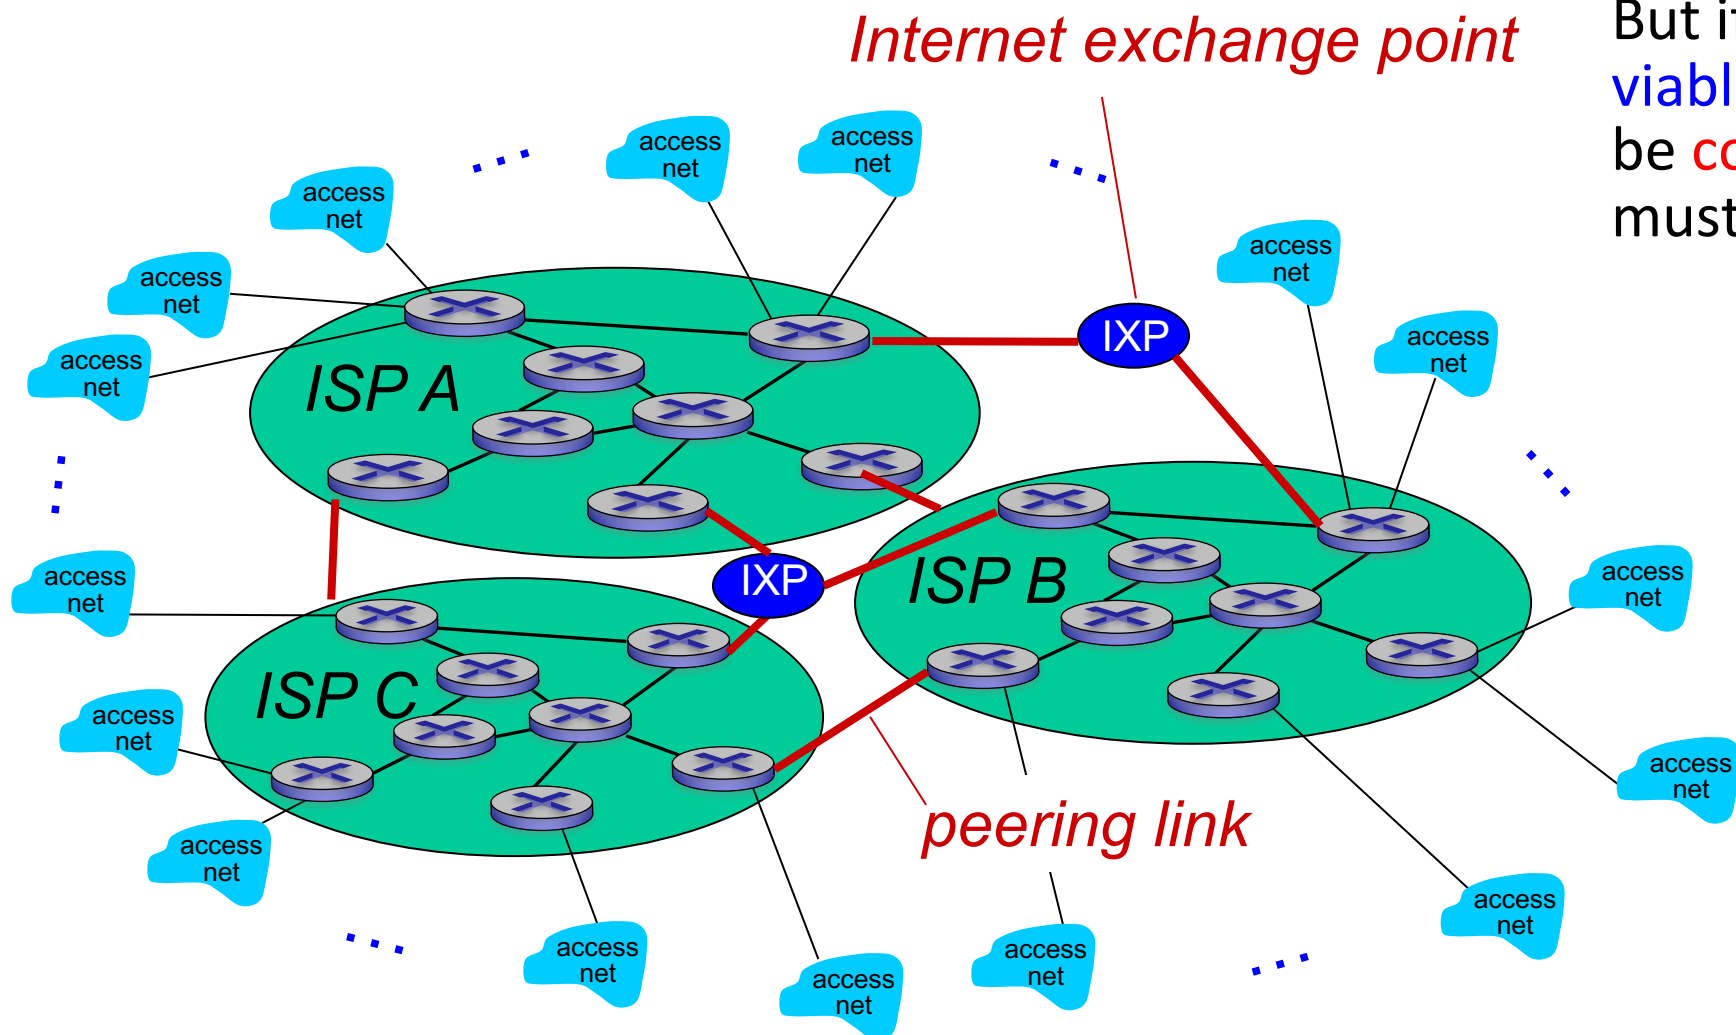 Internet exchange point
But
viabl
be co
must
access
net
access
net
access
net
access
net
access
net
access
net
access
net
access
net
IXP
ISP A
access
net
IXP
ISP B
access
net
ISP C
access
net
access
net
peering link
access
net
access
net
access
net
access
net
access
net